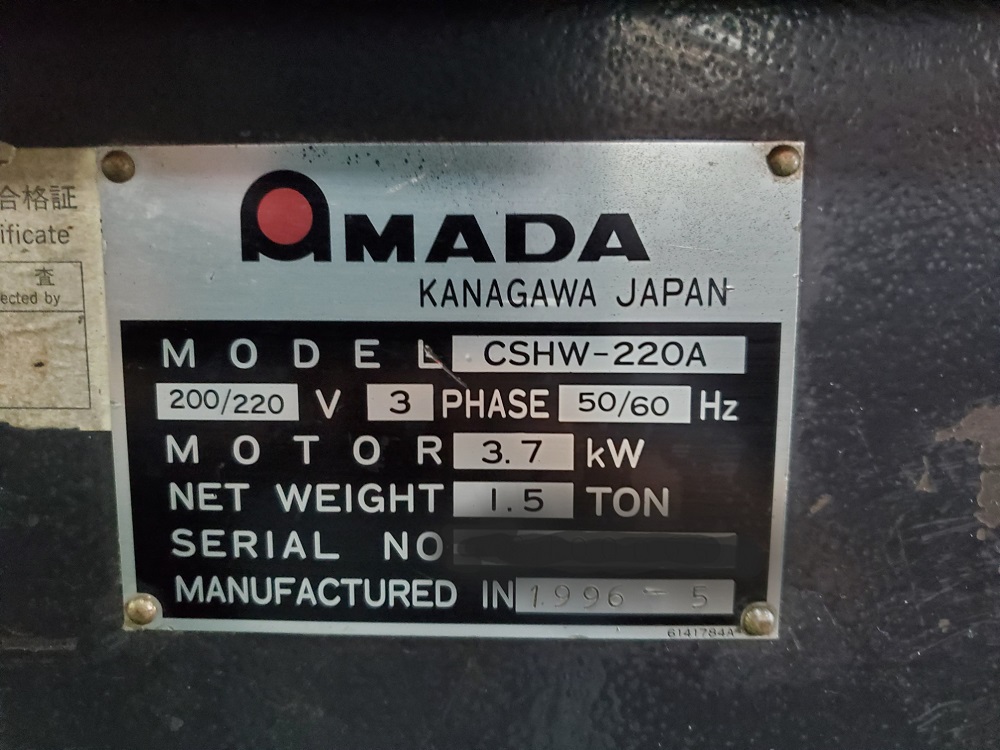 合格証
ificate
査
ected by
AMADA
KANAGAWA JAPAN
MODEL CSHW-220A
200/220 V 3 PHASE 50/60 Hz
MOTOR 3.7 kW
NET WEIGHT 1.5 TON
SERIAL NO
MANUFACTURED IN 1996-5
6141784A